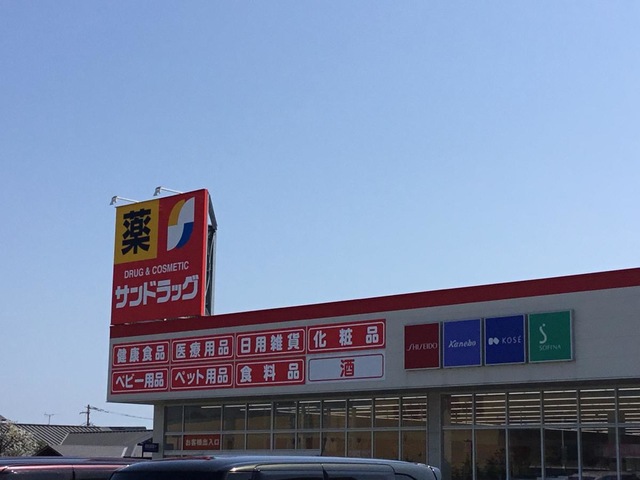 薬
DRUG & COSMETIC
サンドラッグ
健康食品 医療用品 日用雑貨 化粧品
ベビー用品 ペット用品 食料品 酒
SHISEIDO Kanebo KOSÉ SOFINA
お客様出入口